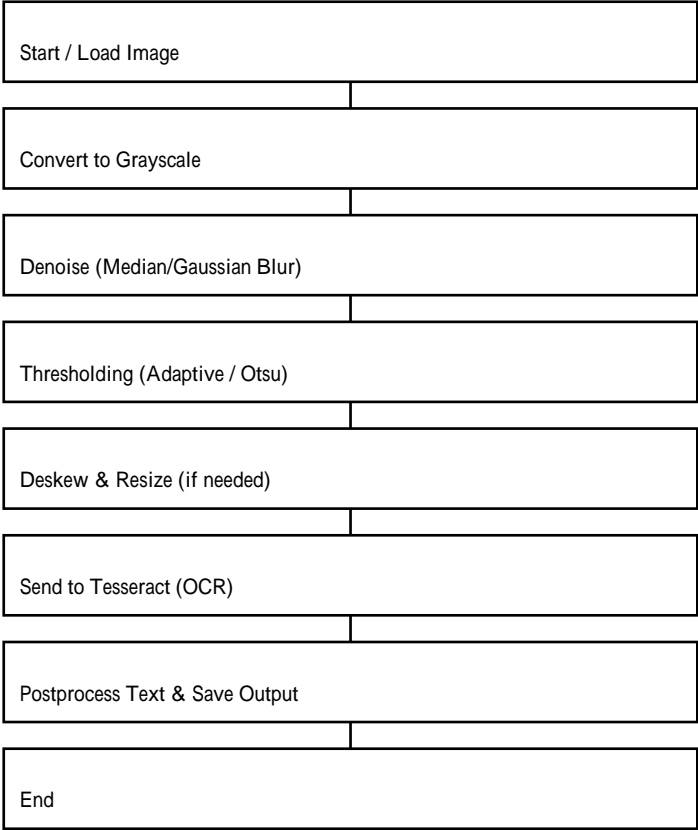 Start / Load Image
Convert to Grayscale
Denoise (Median/Gaussian Blur)
Thresholding (Adaptive / Otsu)
Deskew & Resize (if needed)
Send to Tesseract (OCR)
Postprocess Text & Save Output
End